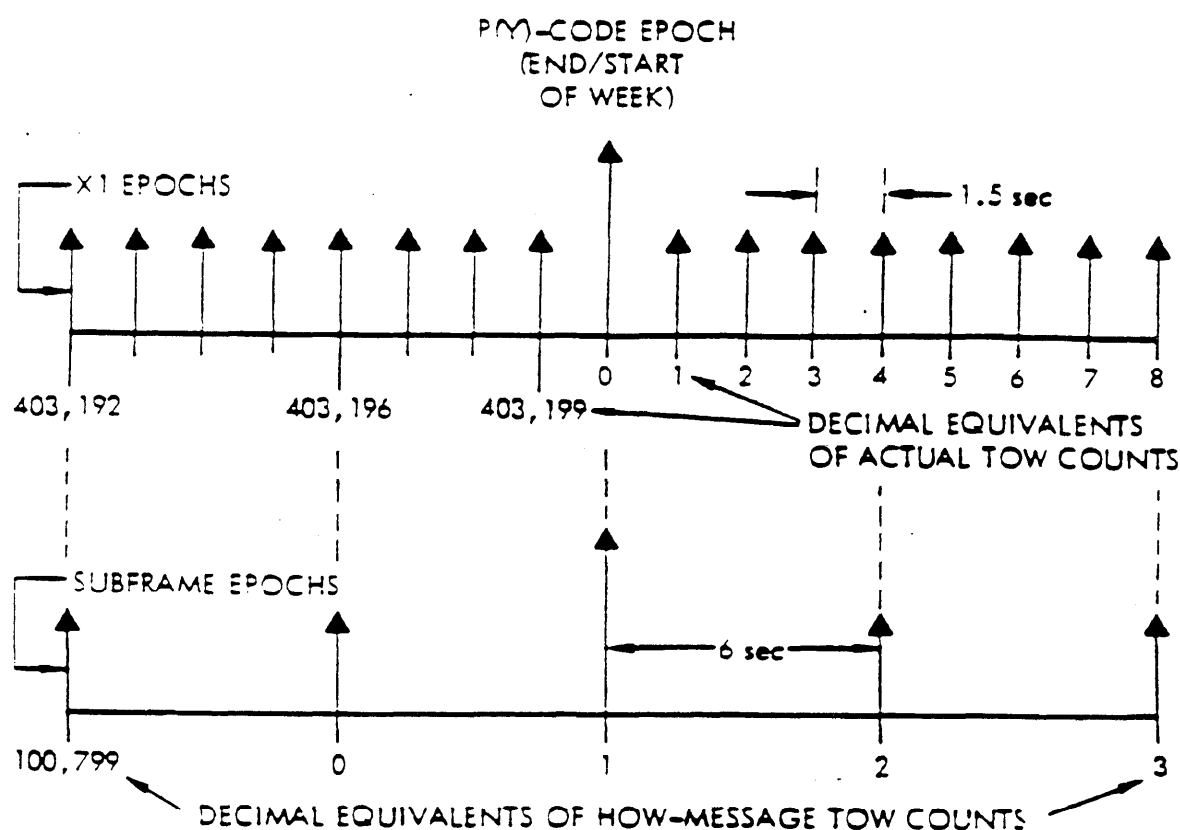 P(Y)-CODE EPOCH
(END/START
OF WEEK)
X1 EPOCHS
1.5 sec
0 1 2 3 4 5 6 7 8
403,192 403,196 403,199
DECIMAL EQUIVALENTS
OF ACTUAL TOW COUNTS
SUBFRAME EPOCHS
6 sec
100,799 0 1 2 3
DECIMAL EQUIVALENTS OF HOW-MESSAGE TOW COUNTS